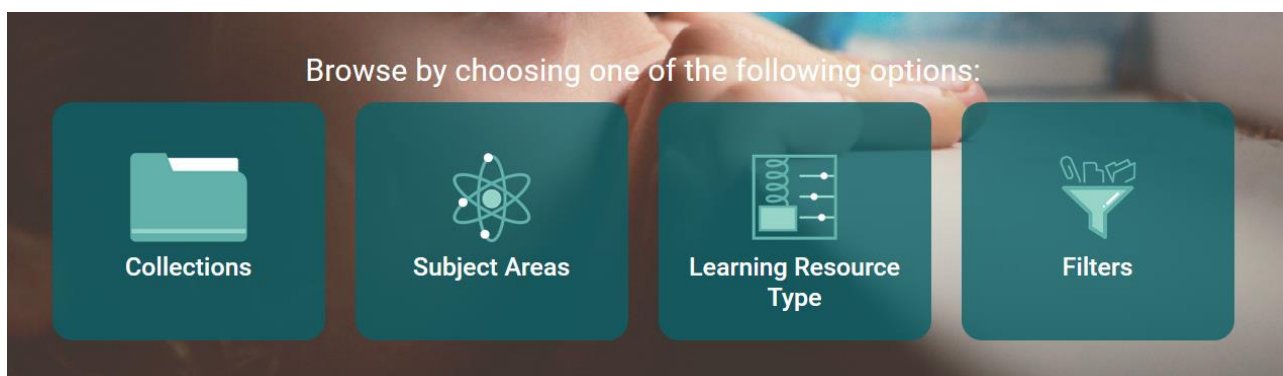 Browse by choosing one of the following options:
Collections
Subject Areas
Learning Resource
Type
Filters